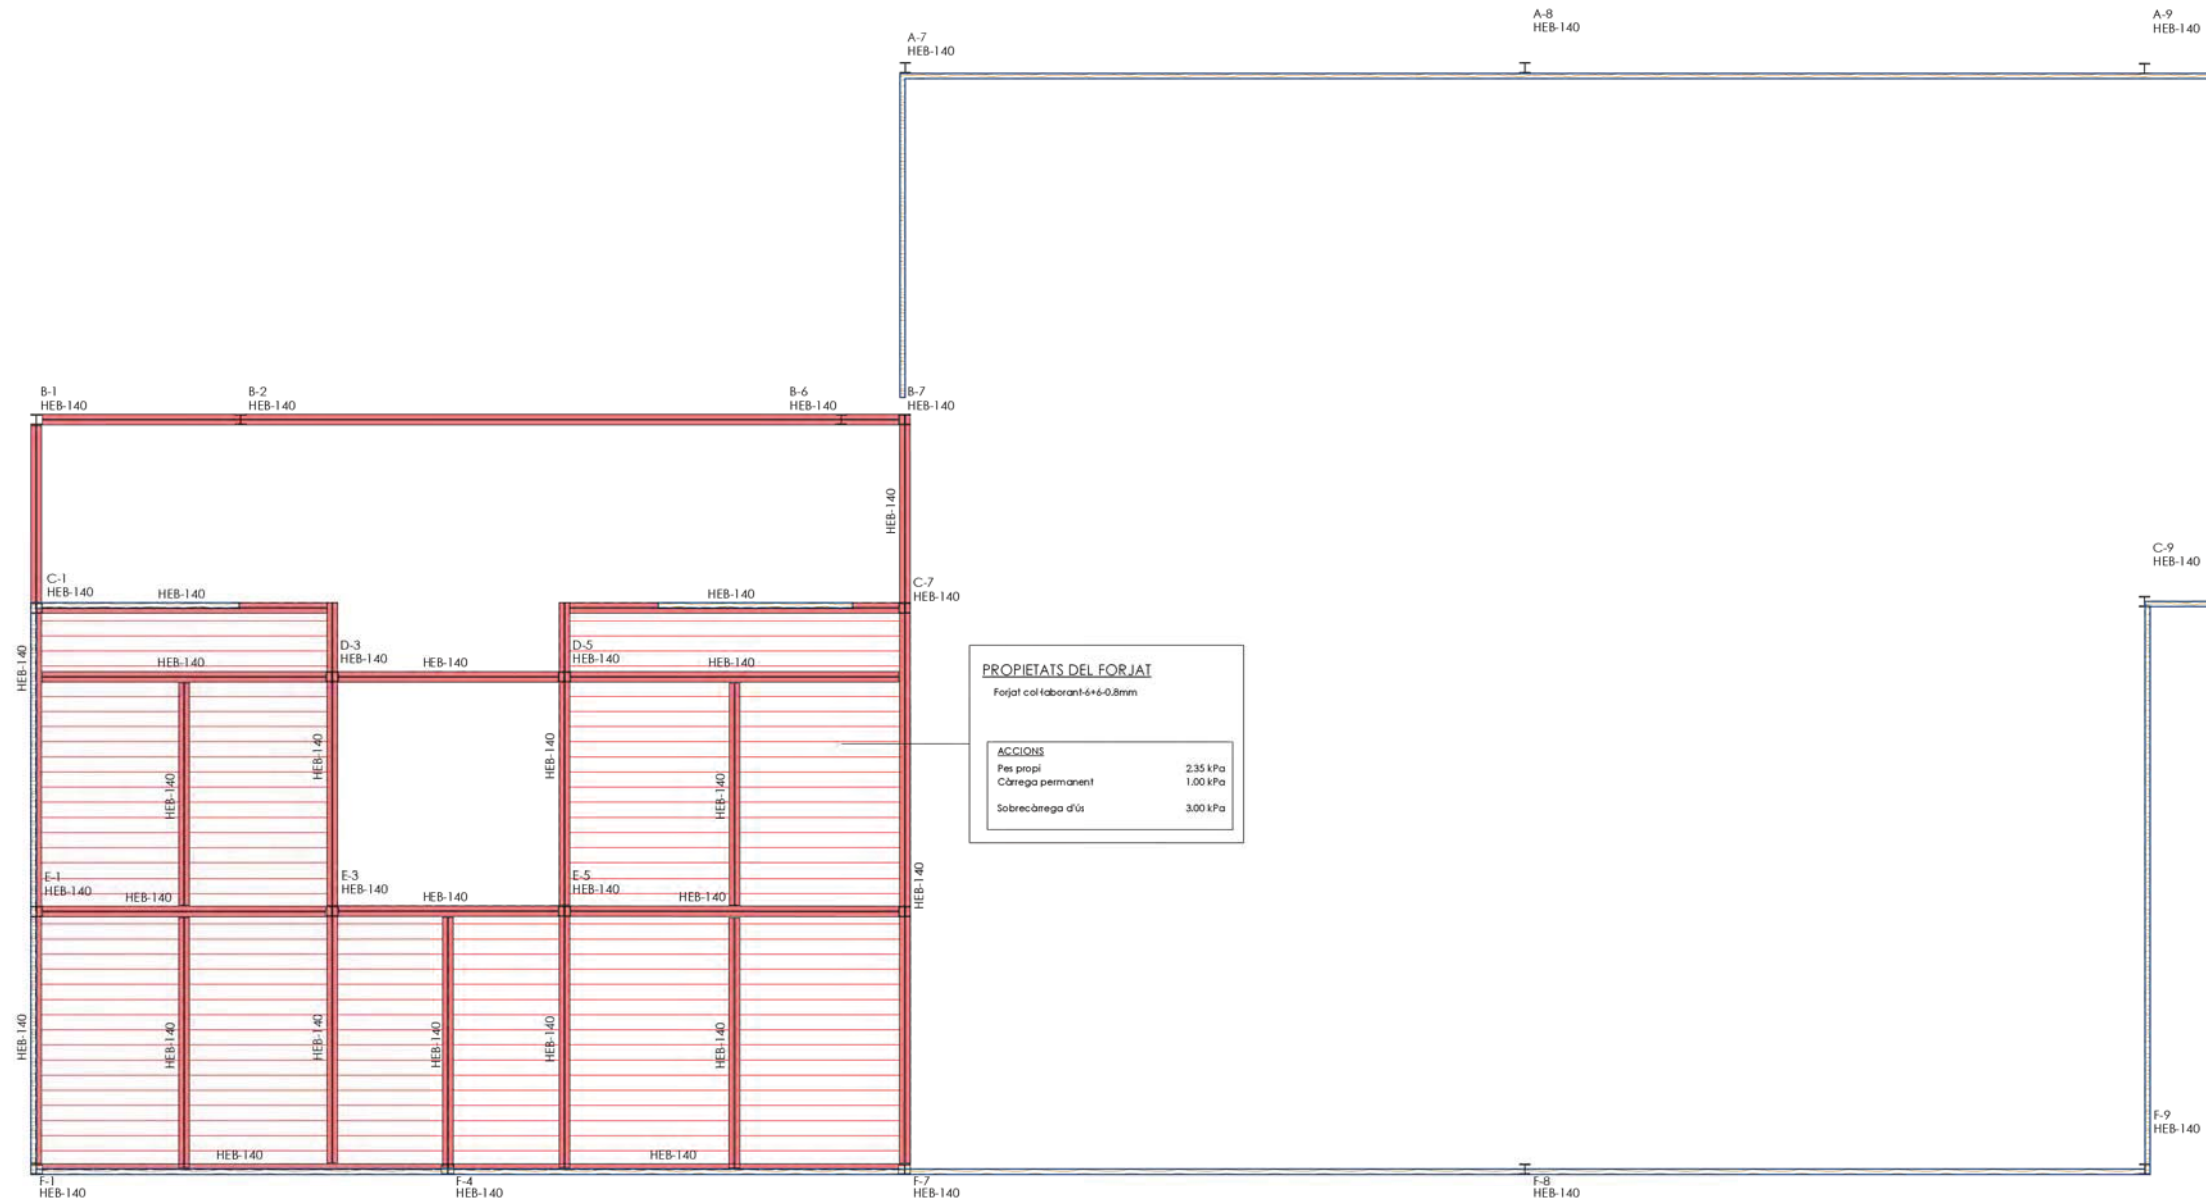 A-8
HEB-140
A-9
HEB-140
A-7
HEB-140
B-1
HEB-140
B-2
HEB-140
B-6
HEB-140
B-7
HEB-140
HEB-140
C-9
HEB-140
C-1
HEB-140
HEB-140
HEB-140
C-7
HEB-140
HEB-140
D-3
HEB-140
HEB-140
HEB-140
D-5
HEB-140
HEB-140
PROPIETATS DEL FORJAT
Forjat col·laborant-6+6-0.8mm
ACCIONS
Pes propi 2.35 kPa
Càrrega permanent 1.00 kPa
Sobrecàrrega d'ús 3.00 kPa
HEB-140
HEB-140
HEB-140
HEB-140
E-1
HEB-140
HEB-140
E-3
HEB-140
HEB-140
E-5
HEB-140
HEB-140
HEB-140
HEB-140
HEB-140
HEB-140
HEB-140
HEB-140
HEB-140
F-9
HEB-140
HEB-140
HEB-140
F-1
HEB-140
F-4
HEB-140
F-7
HEB-140
F-8
HEB-140